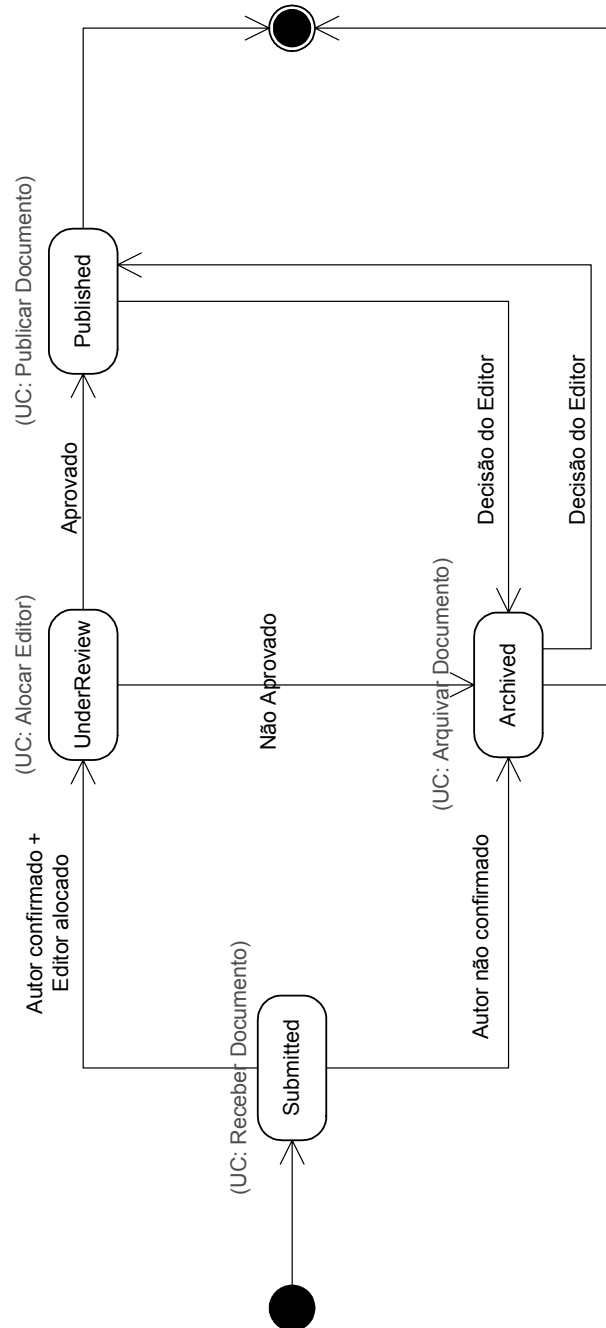 (UC: Receber Documento)
Submitted
Autor confirmado +
Editor alocado
Autor não confirmado
(UC: Alocar Editor)
UnderReview
Não Aprovado
(UC: Arquivar Documento)
Archived
Aprovado
Decisão do Editor
Decisão do Editor
(UC: Publicar Documento)
Published